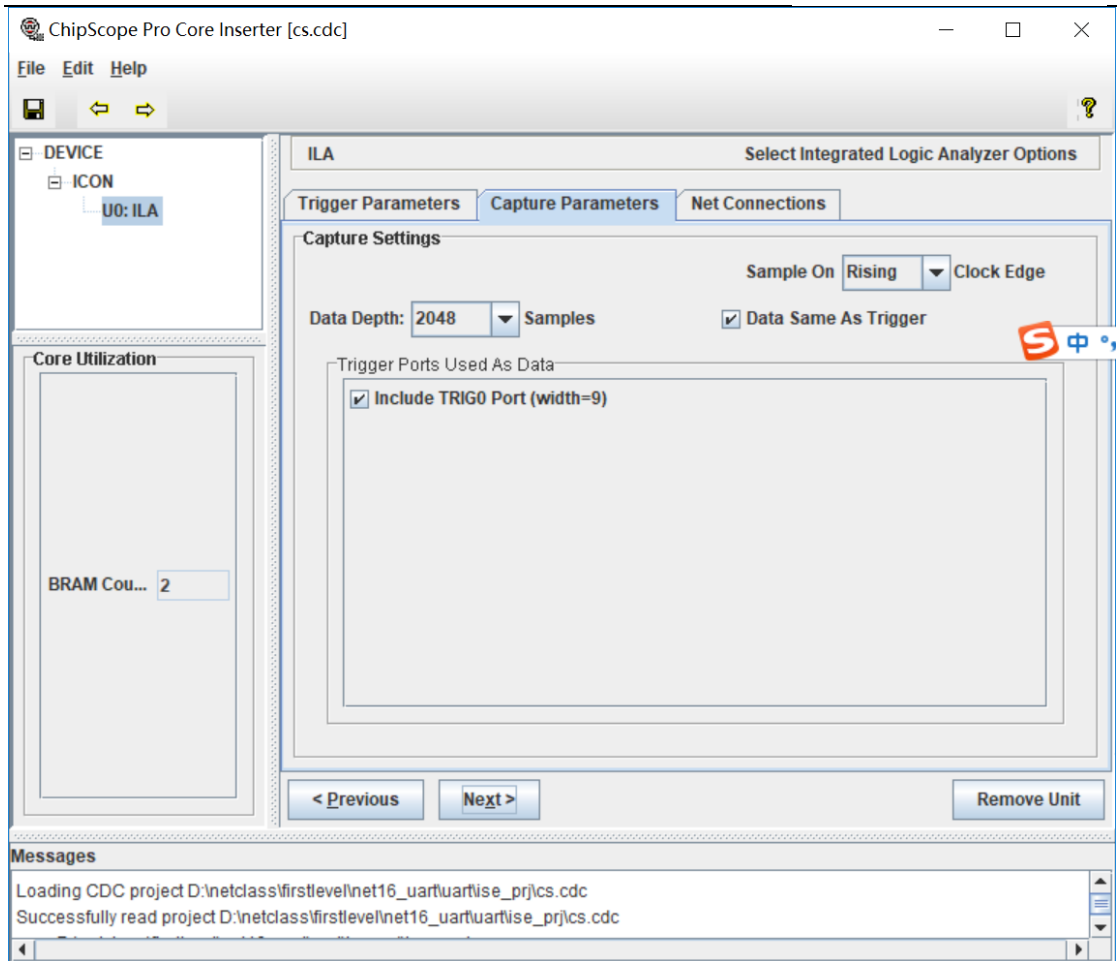 ChipScope Pro Core Inserter [cs.cdc]
File Edit Help
DEVICE
ICON
U0: ILA
ILA Select Integrated Logic Analyzer Options
Trigger Parameters Capture Parameters Net Connections
Capture Settings
Sample On Rising Clock Edge
Data Depth: 2048 Samples Data Same As Trigger
S 中 °,
Core Utilization
Trigger Ports Used As Data
Include TRIG0 Port (width=9)
BRAM Cou... 2
< Previous Next > Remove Unit
Messages
Loading CDC project D:\netclass\firstlevel\net16_uart\uart\ise_prj\cs.cdc
Successfully read project D:\netclass\firstlevel\net16_uart\uart\ise_prj\cs.cdc